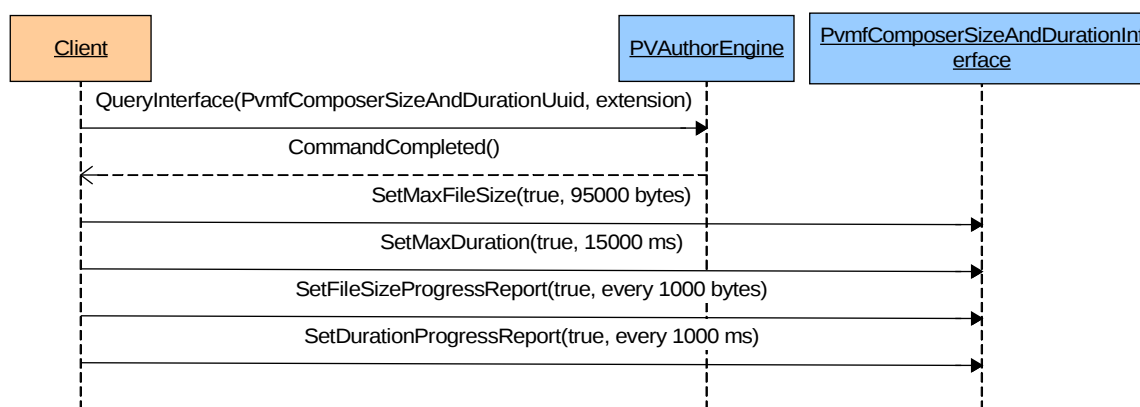 Client
PVAuthorEngine
PvmfComposerSizeAndDurationInt
erface
QueryInterface(PvmfComposerSizeAndDurationUuid, extension)
CommandCompleted()
SetMaxFileSize(true, 95000 bytes)
SetMaxDuration(true, 15000 ms)
SetFileSizeProgressReport(true, every 1000 bytes)
SetDurationProgressReport(true, every 1000 ms)